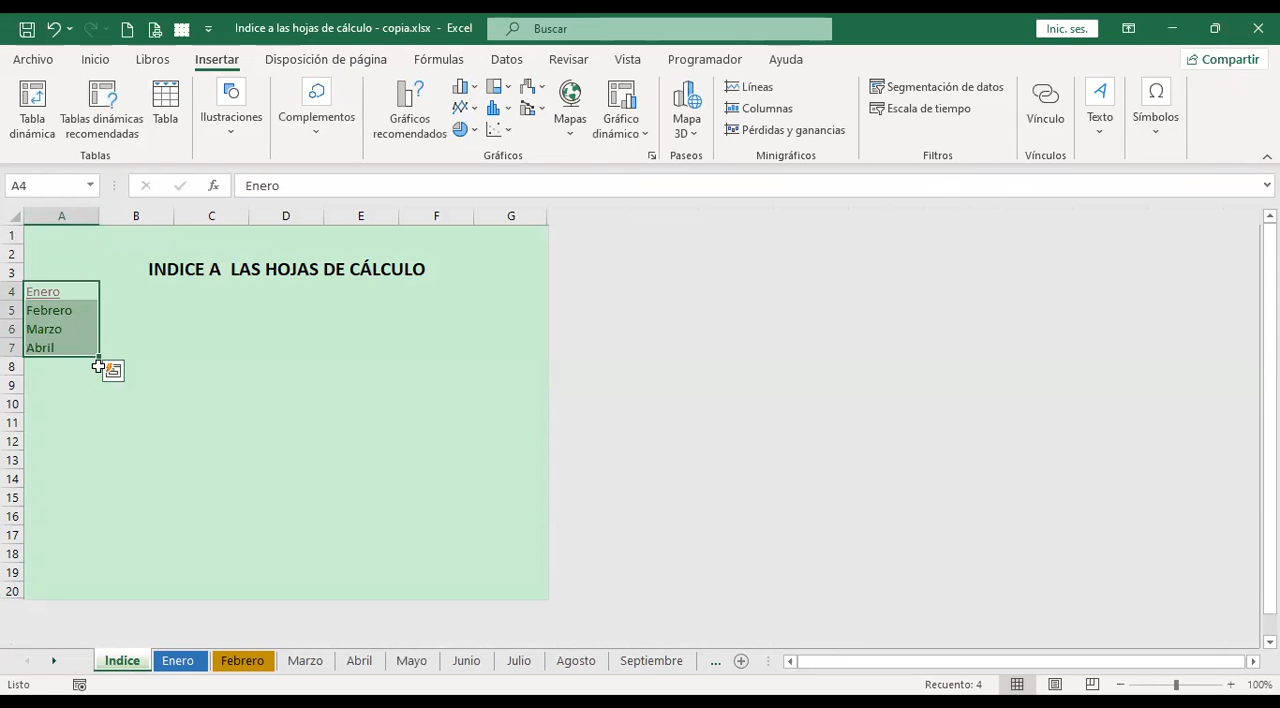 Indice a las hojas de cálculo - copia.xlsx - Excel
Buscar
Inic. ses.
Archivo Inicio Libros Insertar Disposición de página Fórmulas Datos Revisar Vista Programador Ayuda
Compartir
Tabla dinámica
Tablas dinámicas recomendadas
Tabla
Ilustraciones
Complementos
Gráficos recomendados
Mapas
Gráfico dinámico
Mapa 3D
Líneas
Columnas
Pérdidas y ganancias
Segmentación de datos
Escala de tiempo
Vínculo
Texto
Símbolos
Tablas Gráficos Paseos Minigráficos Filtros Vínculos
A4 fx Enero
A B C D E F G
1
2
INDICE A LAS HOJAS DE CÁLCULO
3
4 Enero
5 Febrero
6 Marzo
7 Abril
8
9
10
11
12
13
14
15
16
17
18
19
20
Indice Enero Febrero Marzo Abril Mayo Junio Julio Agosto Septiembre ...
Listo Recuento: 4 100%